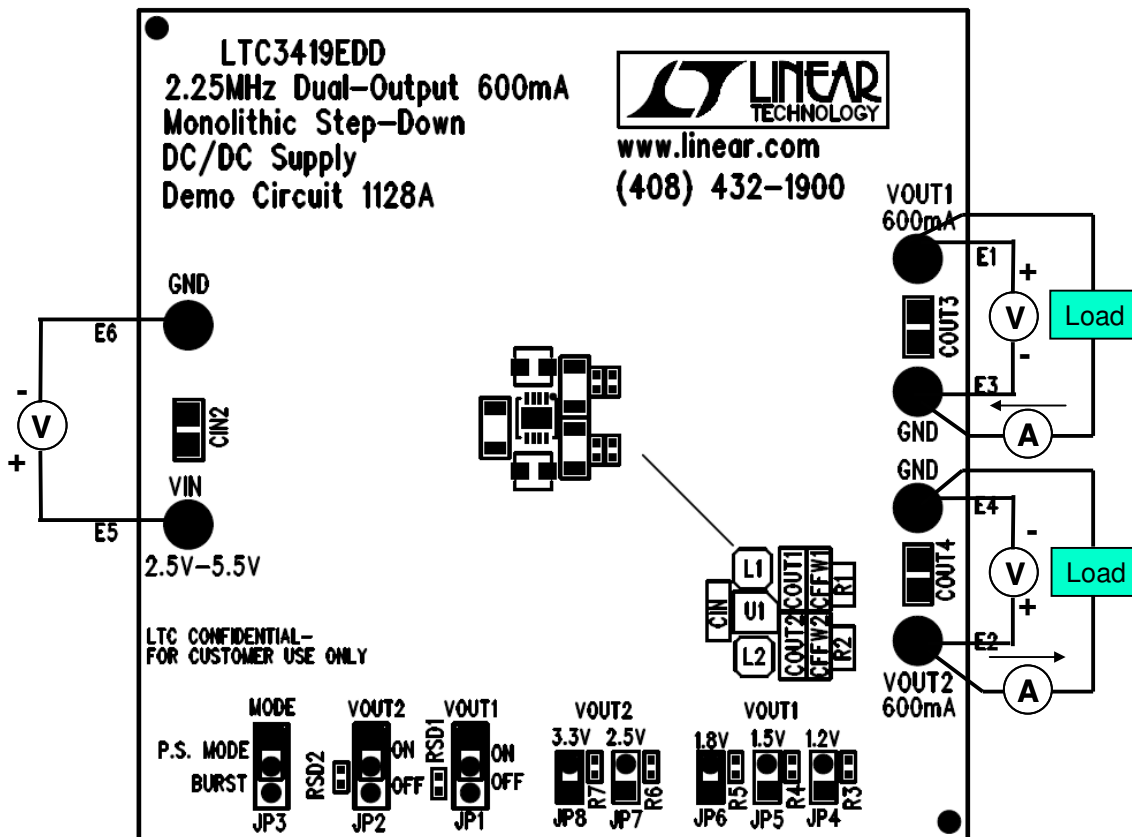 LTC3419EDD
2.25MHz Dual-Output 600mA
Monolithic Step-Down
DC/DC Supply
Demo Circuit 1128A
LINEAR
TECHNOLOGY
www.linear.com
(408) 432-1900
VOUT1
600mA
E1
+
V
-
Load
COUT3
E3
GND
A
GND
E6
-
V
+
CIN2
VIN
E5
2.5V-5.5V
GND
E4
-
V
+
Load
COUT4
E2
VOUT2
600mA
A
L1
COUT1
CFFW1
R1
CIN
U1
L2
COUT2
CFFW2
R2
LTC CONFIDENTIAL-
FOR CUSTOMER USE ONLY
MODE
P.S. MODE
BURST
JP3
VOUT2
RSD2
ON
OFF
JP2
VOUT1
RSD1
ON
OFF
JP1
VOUT2
3.3V 2.5V
R7
R6
JP8 JP7
VOUT1
1.8V 1.5V 1.2V
R5
R4
R3
JP6 JP5 JP4